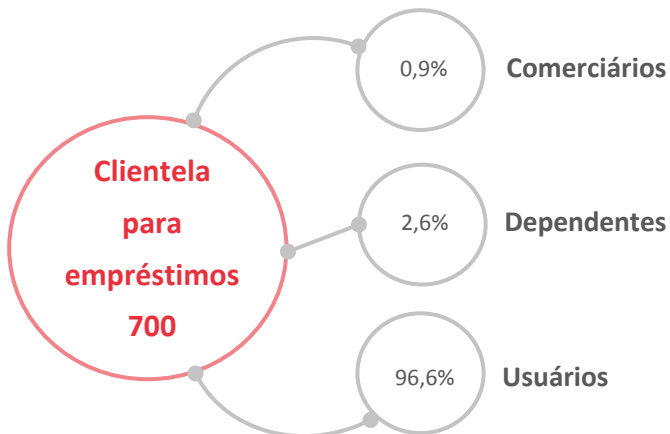 Clientela
para
empréstimos
700
0,9%
Comerciários
2,6%
Dependentes
96,6%
Usuários